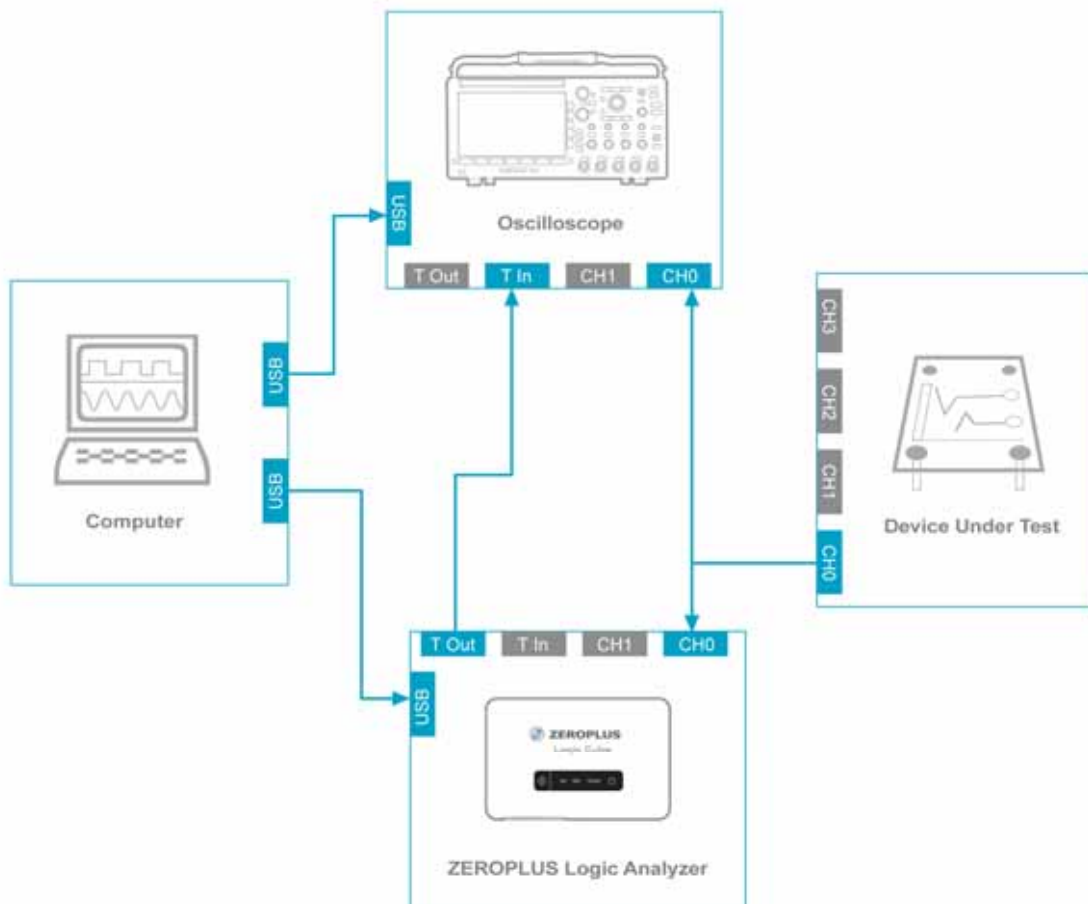 Oscilloscope
USB
T Out
T In
CH1
CH0
USB
USB
Computer
CH3
CH2
CH1
CH0
Device Under Test
T Out
T In
CH1
CH0
USB
ZEROPLUS
Logic Cube
ZEROPLUS Logic Analyzer